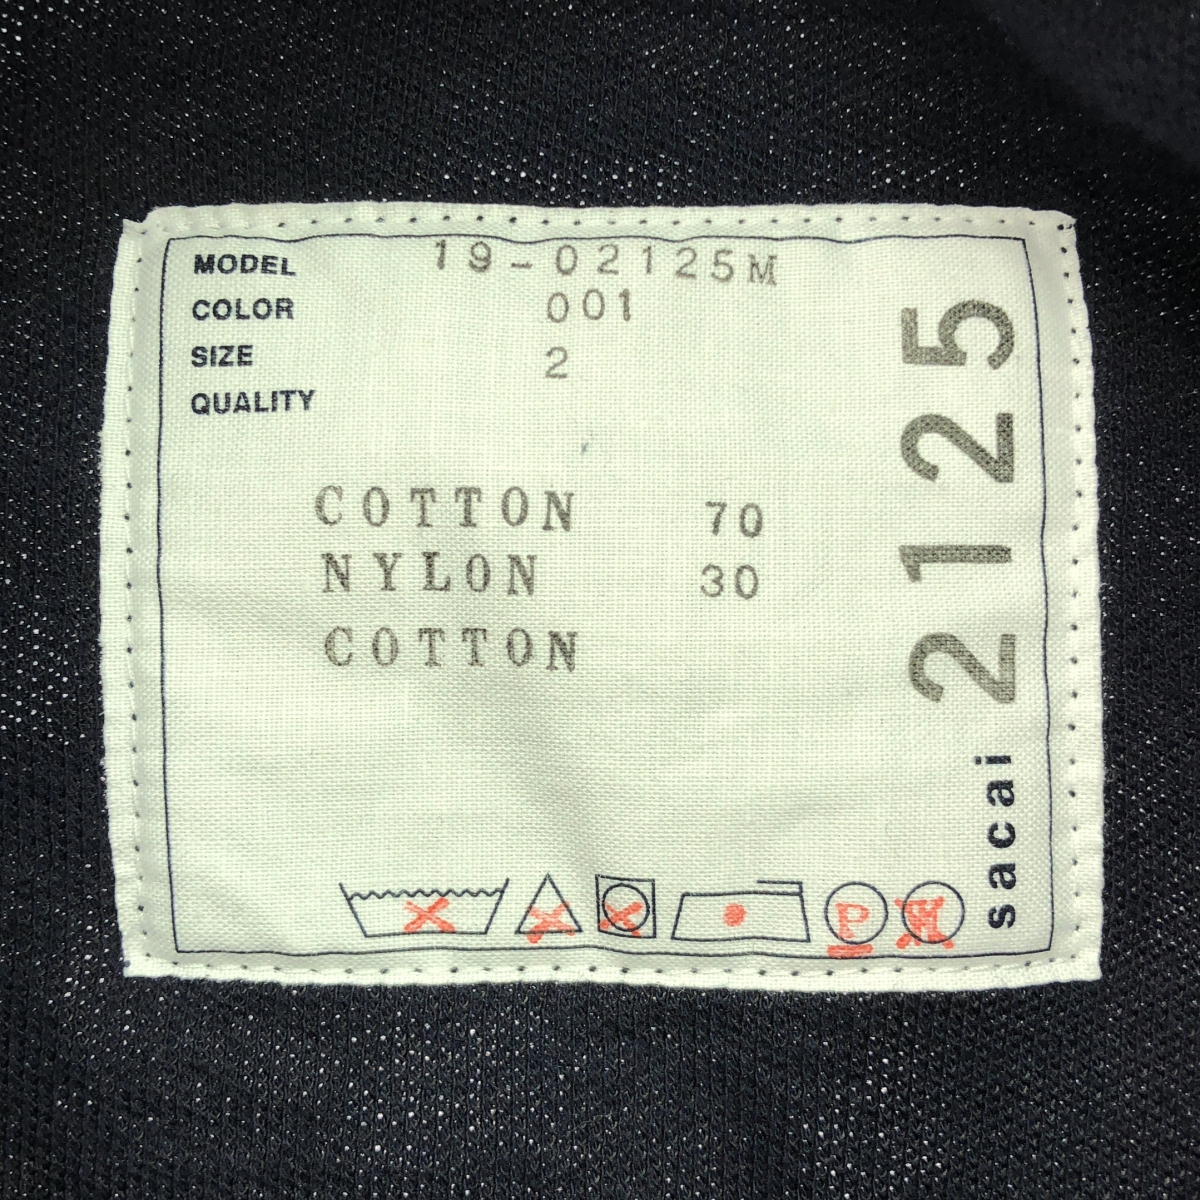 MODEL 19-02125M
COLOR 001
SIZE 2
QUALITY
COTTON 70
NYLON 30
COTTON
P
W
sacai 2125